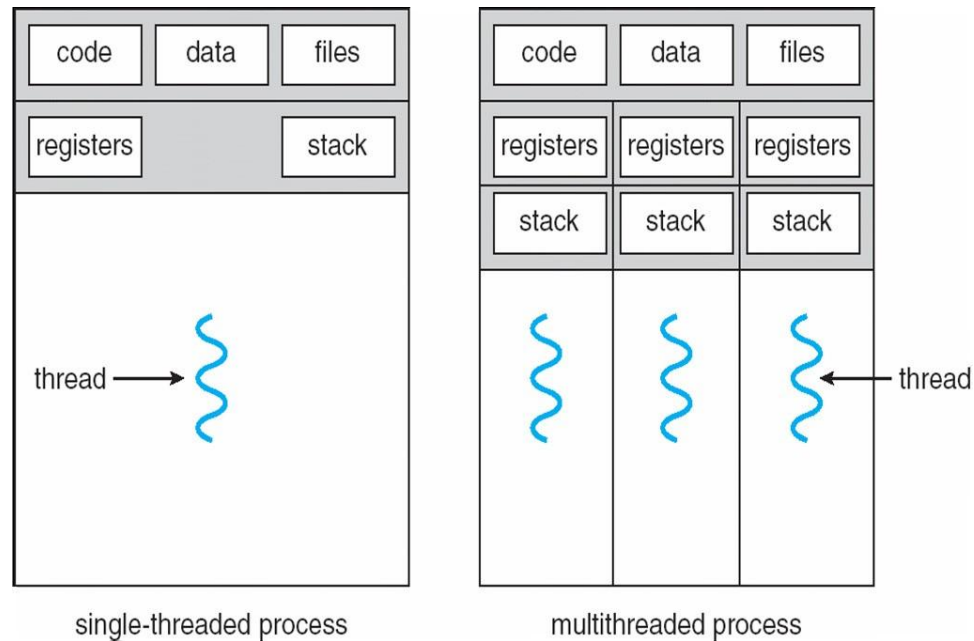 code data files
registers stack
thread
single-threaded process
code data files
registers registers registers
stack stack stack
thread
multithreaded process